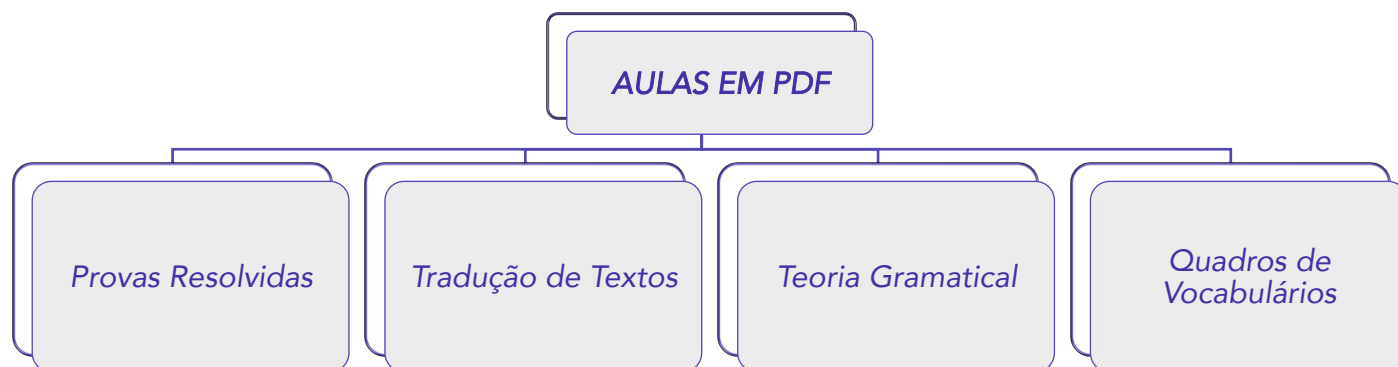 AULAS EM PDF
Provas Resolvidas
Tradução de Textos
Teoria Gramatical
Quadros de
Vocabulários